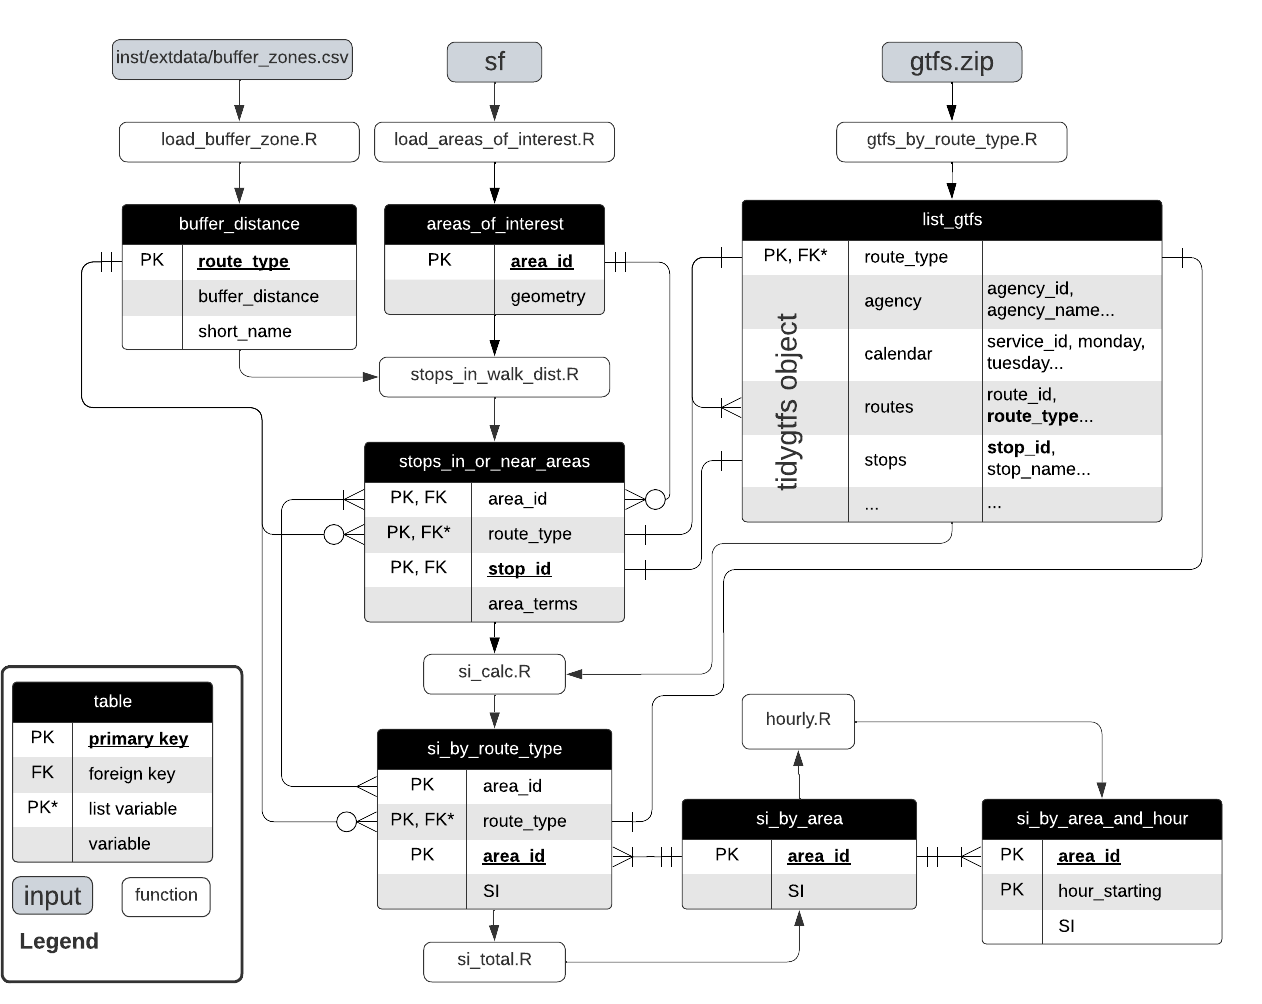 inst/extdata/buffer_zones.csv
sf
gtfs.zip
load_buffer_zone.R
load_areas_of_interest.R
gtfs_by_route_type.R
buffer_distance
PK route_type
buffer_distance
short_name
areas_of_interest
PK area_id
geometry
list_gtfs
PK, FK* route_type
agency agency_id,
agency_name...
calendar service_id, monday,
tuesday...
routes route_id,
route_type...
stops stop_id,
stop_name...
... ...
tidygtfs object
stops_in_walk_dist.R
stops_in_or_near_areas
PK, FK area_id
PK, FK* route_type
PK, FK stop_id
area_terms
si_calc.R
si_by_route_type
PK area_id
PK, FK* route_type
PK area_id
SI
si_total.R
hourly.R
si_by_area
PK area_id
SI
si_by_area_and_hour
PK area_id
PK hour_starting
SI
table
PK primary key
FK foreign key
PK* list variable
variable
input function
Legend